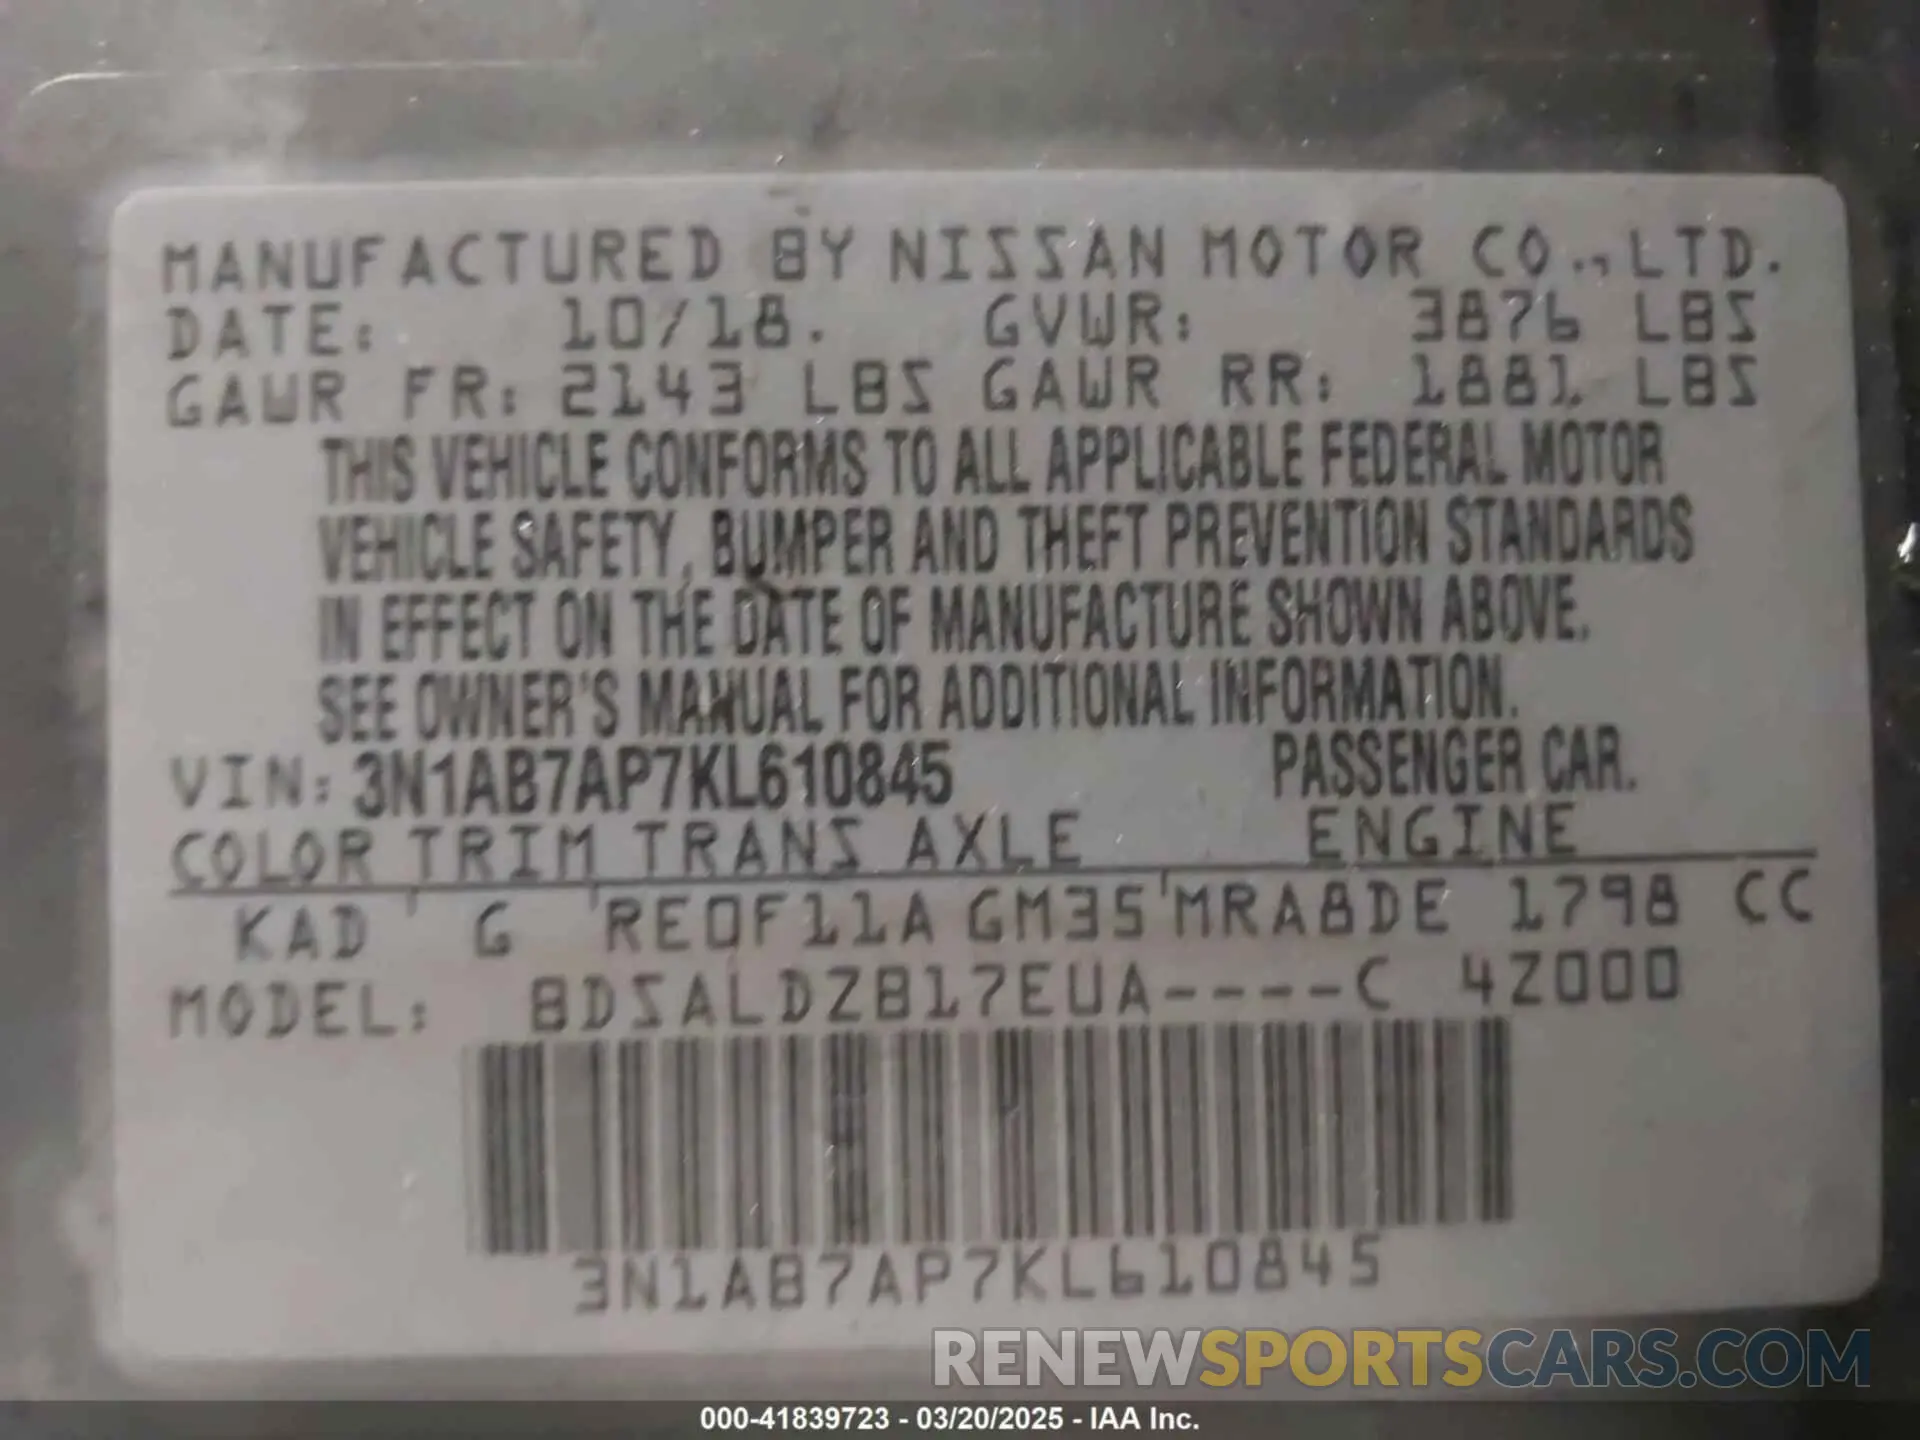 MANUFACTURED BY NISSAN MOTOR CO.,LTD.
DATE: 10/18. GVWR: 3876 LBS
GAWR FR: 2143 LBS GAWR RR: 1881 LBS
THIS VEHICLE CONFORMS TO ALL APPLICABLE FEDERAL MOTOR
VEHICLE SAFETY, BUMPER AND THEFT PREVENTION STANDARDS
IN EFFECT ON THE DATE OF MANUFACTURE SHOWN ABOVE.
SEE OWNER'S MANUAL FOR ADDITIONAL INFORMATION.
VIN: 3N1AB7AP7KL610845 PASSENGER CAR.
COLOR TRIM TRANS AXLE ENGINE
KAD G RE0F11A GM35 MRA8DE 1798 CC
MODEL: BDSALDZB17EUA----C 4Z000
3N1AB7AP7KL610845
RENEWSPORTSCARS.COM
000-41839723 - 03/20/2025 - IAA Inc.